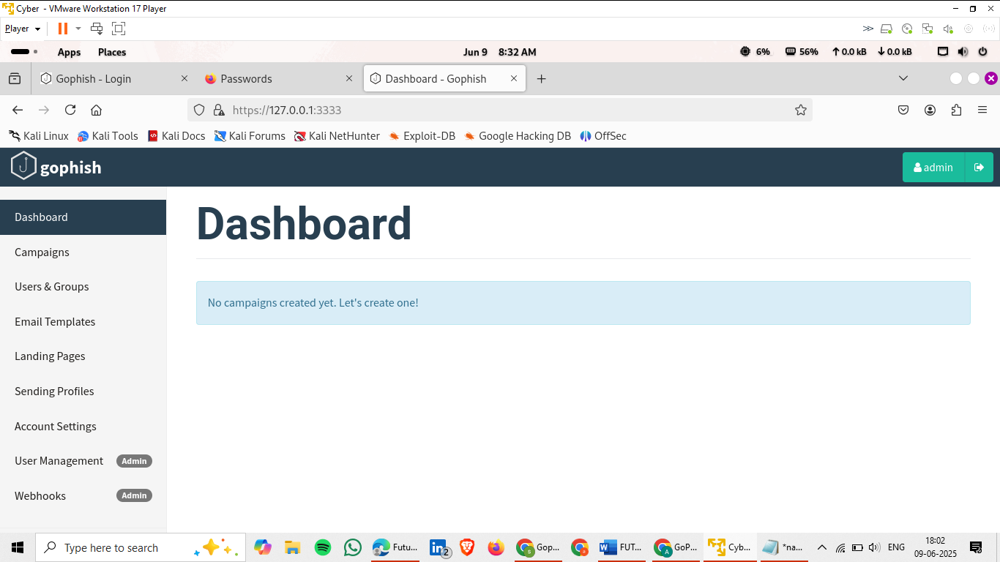 Cyber - VMware Workstation 17 Player
Player
Apps Places Jun 9 8:32 AM 6% 56% 0.0 kB 0.0 kB
Gophish - Login Passwords Dashboard - Gophish
https://127.0.0.1:3333
Kali Linux Kali Tools Kali Docs Kali Forums Kali NetHunter Exploit-DB Google Hacking DB OffSec
gophish admin
Dashboard
Dashboard
Campaigns
Users & Groups
No campaigns created yet. Let's create one!
Email Templates
Landing Pages
Sending Profiles
Account Settings
User Management Admin
Webhooks Admin
Type here to search Futu... 2 Gop... FUT... GoP... Cyb... *na... ENG 18:02
09-06-2025